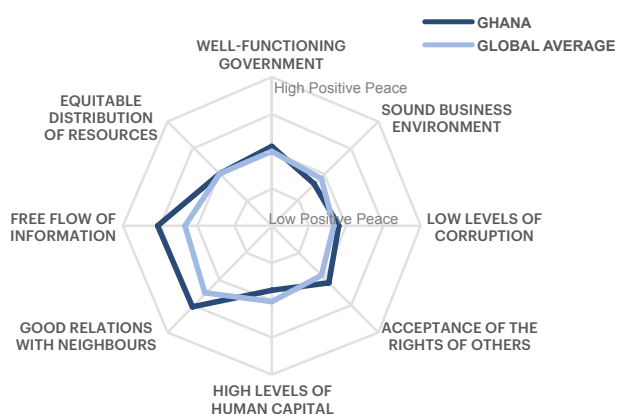 GHANA
GLOBAL AVERAGE
WELL-FUNCTIONING
GOVERNMENT
High Positive Peace
EQUITABLE
DISTRIBUTION
OF RESOURCES
SOUND BUSINESS
ENVIRONMENT
FREE FLOW OF
INFORMATION
Low Positive Peace
LOW LEVELS OF
CORRUPTION
GOOD RELATIONS
WITH NEIGHBOURS
ACCEPTANCE OF THE
RIGHTS OF OTHERS
HIGH LEVELS OF
HUMAN CAPITAL